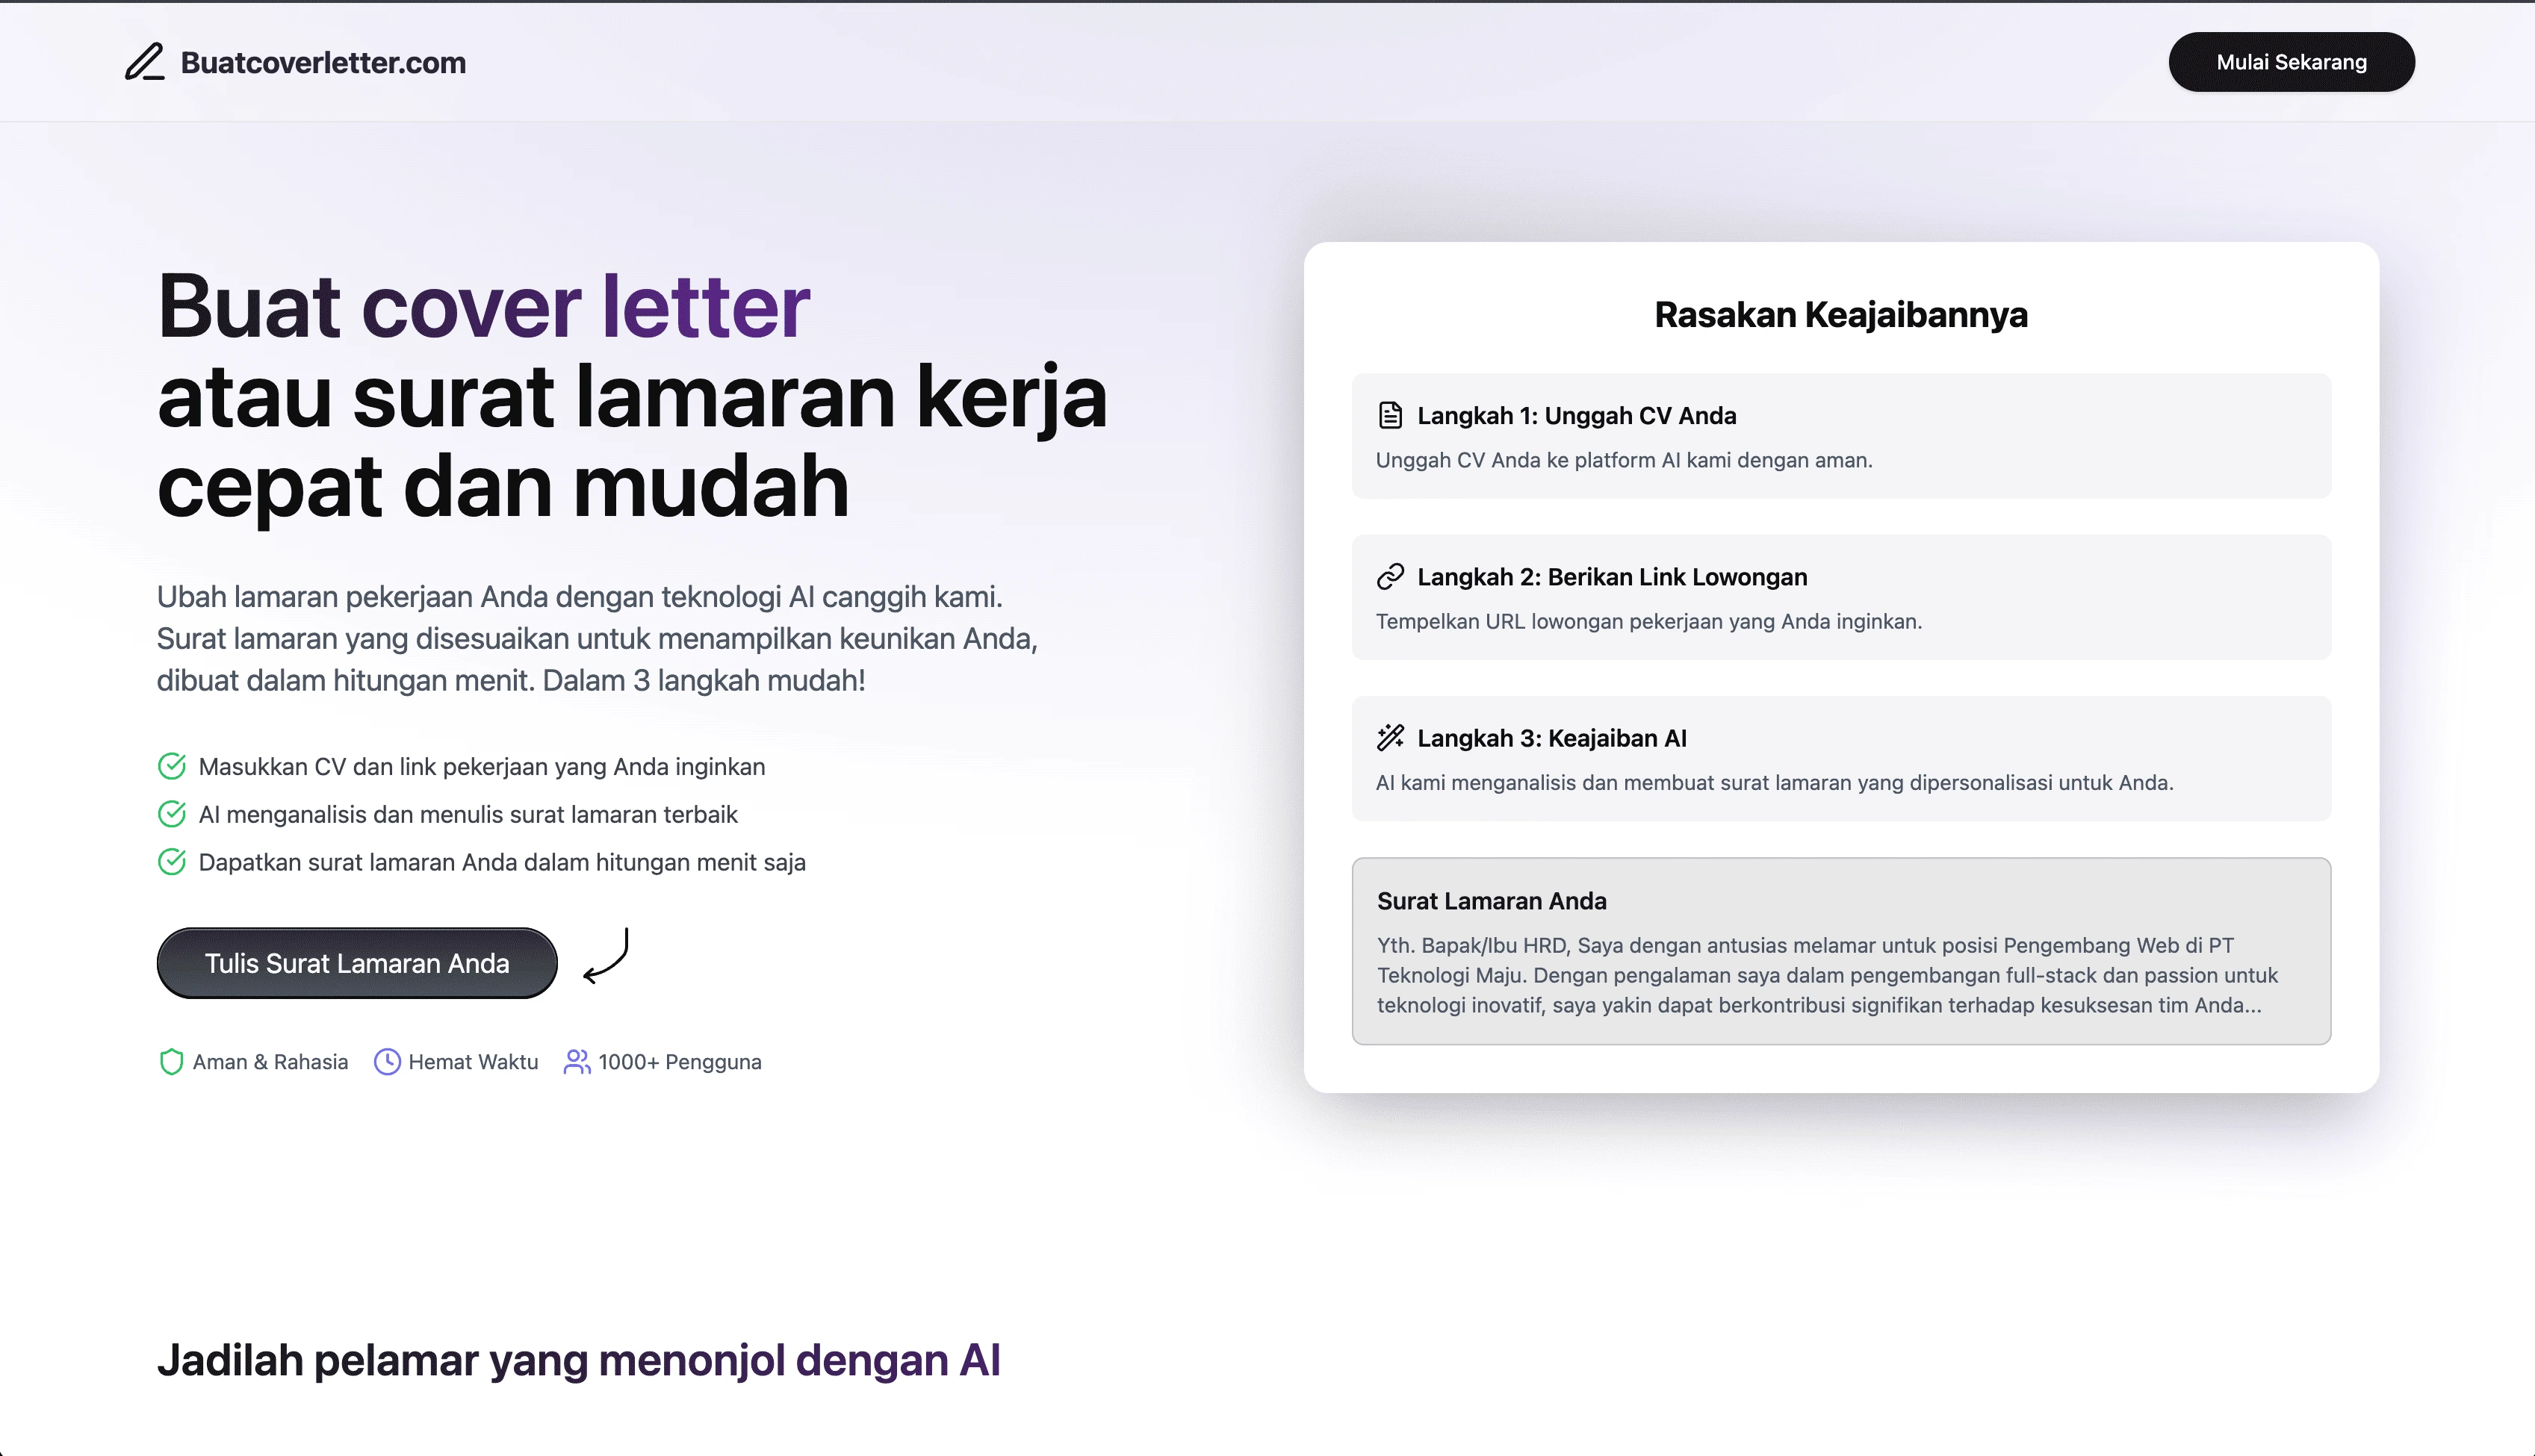 Buatcoverletter.com
Mulai Sekarang
Buat cover letter
atau surat lamaran kerja
cepat dan mudah
Ubah lamaran pekerjaan Anda dengan teknologi AI canggih kami.
Surat lamaran yang disesuaikan untuk menampilkan keunikan Anda,
dibuat dalam hitungan menit. Dalam 3 langkah mudah!
Masukkan CV dan link pekerjaan yang Anda inginkan
AI menganalisis dan menulis surat lamaran terbaik
Dapatkan surat lamaran Anda dalam hitungan menit saja
Tulis Surat Lamaran Anda
Aman & Rahasia Hemat Waktu 1000+ Pengguna
Rasakan Keajaibannya
Langkah 1: Unggah CV Anda
Unggah CV Anda ke platform AI kami dengan aman.
Langkah 2: Berikan Link Lowongan
Tempelkan URL lowongan pekerjaan yang Anda inginkan.
Langkah 3: Keajaiban AI
AI kami menganalisis dan membuat surat lamaran yang dipersonalisasi untuk Anda.
Surat Lamaran Anda
Yth. Bapak/Ibu HRD, Saya dengan antusias melamar untuk posisi Pengembang Web di PT
Teknologi Maju. Dengan pengalaman saya dalam pengembangan full-stack dan passion untuk
teknologi inovatif, saya yakin dapat berkontribusi signifikan terhadap kesuksesan tim Anda...
Jadilah pelamar yang menonjol dengan AI